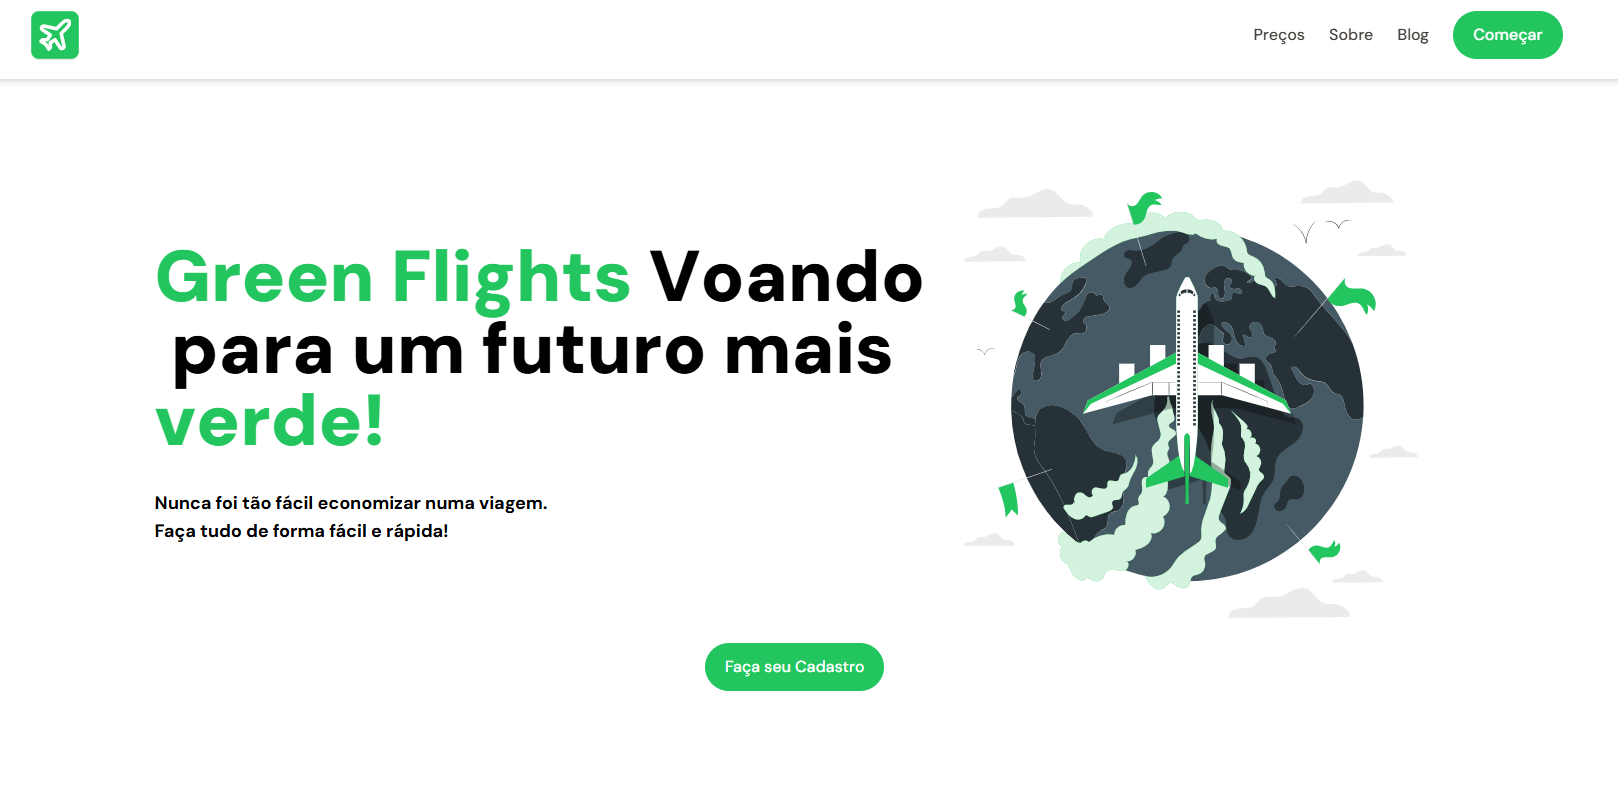 Preços Sobre Blog Começar
Green Flights Voando
para um futuro mais
verde!
Nunca foi tão fácil economizar numa viagem.
Faça tudo de forma fácil e rápida!
Faça seu Cadastro